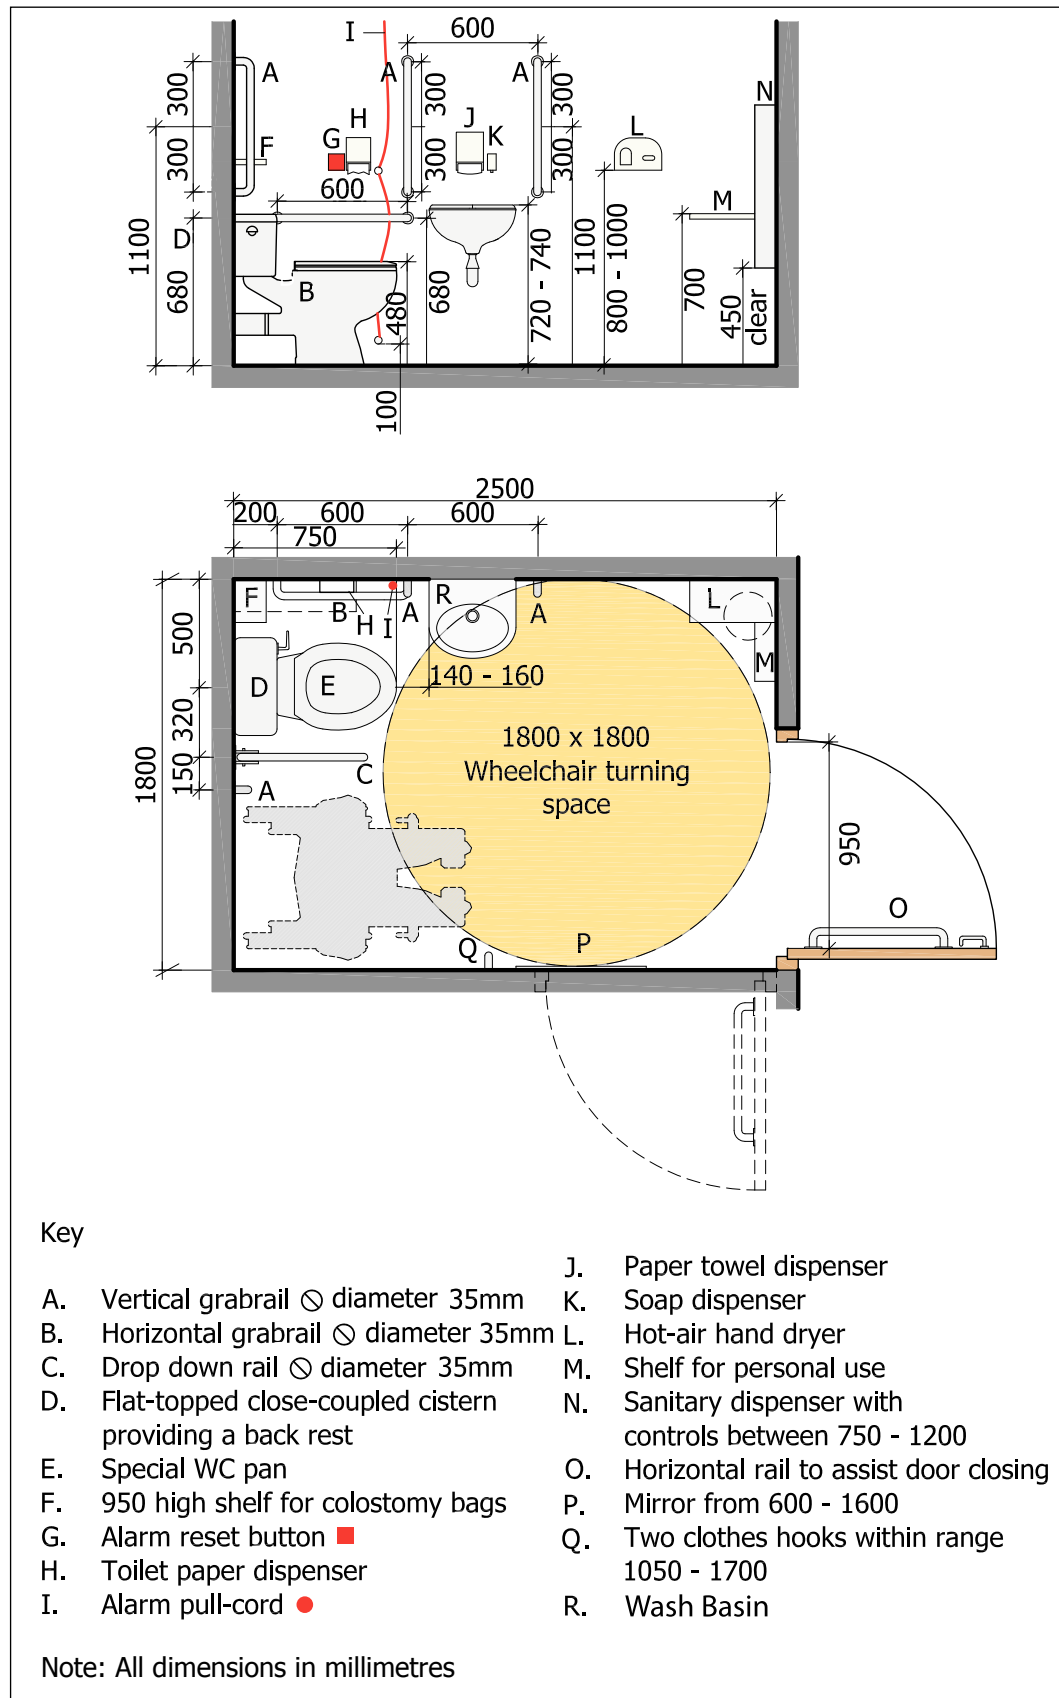 I
600
A
A
A
300
300
300
N
H
J
G
K
L
F
300
300
300
600
M
D
1100
680
B
480
680
720 - 740
1100
800 - 1000
700
450
clear
100
2500
200
600
600
750
F
B
H
I
A
R
A
L
M
500
D
E
140 - 160
320
1800 x 1800
Wheelchair turning
space
C
150
A
1800
950
O
Q
P
Key
A. Vertical grabrail ⦸ diameter 35mm
B. Horizontal grabrail ⦸ diameter 35mm
C. Drop down rail ⦸ diameter 35mm
D. Flat-topped close-coupled cistern
providing a back rest
E. Special WC pan
F. 950 high shelf for colostomy bags
G. Alarm reset button
H. Toilet paper dispenser
I. Alarm pull-cord
J. Paper towel dispenser
K. Soap dispenser
L. Hot-air hand dryer
M. Shelf for personal use
N. Sanitary dispenser with
controls between 750 - 1200
O. Horizontal rail to assist door closing
P. Mirror from 600 - 1600
Q. Two clothes hooks within range
1050 - 1700
R. Wash Basin
Note: All dimensions in millimetres